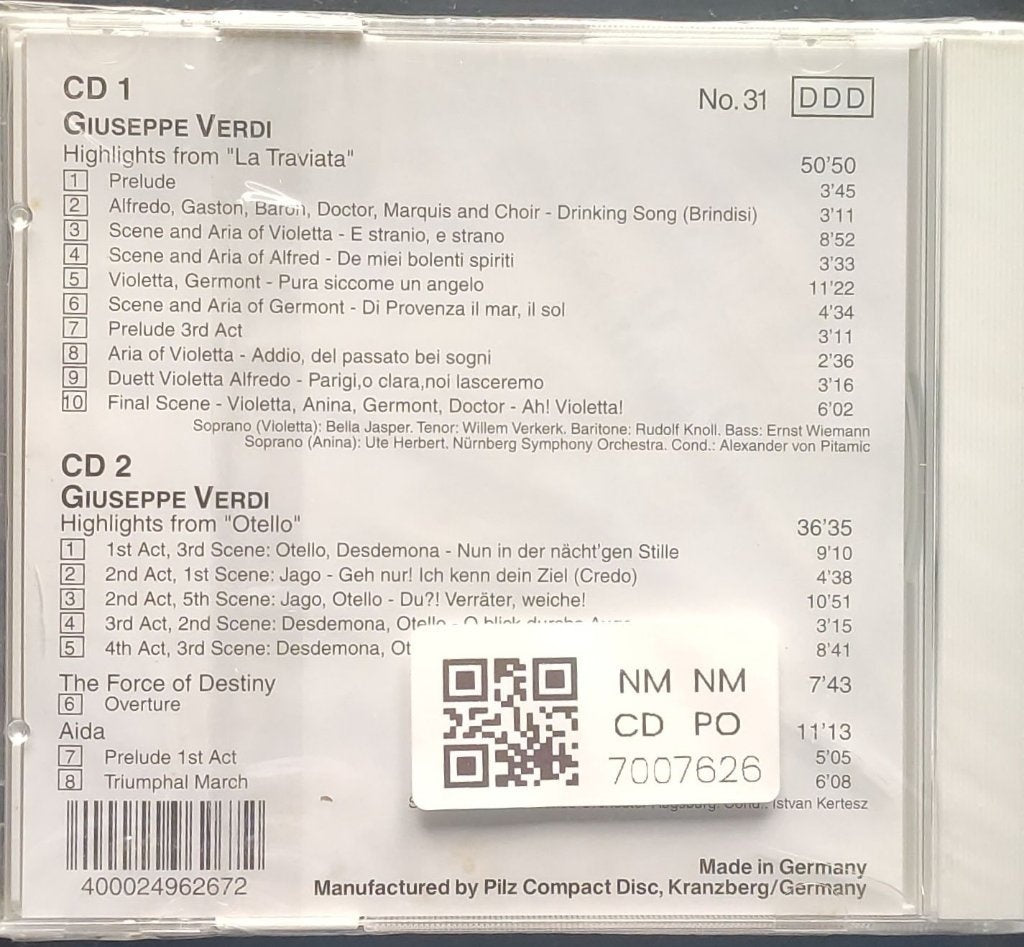 CD 1
No.31 DDD
GIUSEPPE VERDI
Highlights from "La Traviata" 50'50
1 Prelude 3'45
2 Alfredo, Gaston, Baron, Doctor, Marquis and Choir - Drinking Song (Brindisi) 3'11
3 Scene and Aria of Violetta - E stranio, e strano 8'52
4 Scene and Aria of Alfred - De miei bolenti spiriti 3'33
5 Violetta, Germont - Pura siccome un angelo 11'22
6 Scene and Aria of Germont - Di Provenza il mar, il sol 4'34
7 Prelude 3rd Act 3'11
8 Aria of Violetta - Addio, del passato bei sogni 2'36
9 Duett Violetta Alfredo - Parigi,o clara,noi lasceremo 3'16
10 Final Scene - Violetta, Anina, Germont, Doctor - Ah! Violetta! 6'02
Soprano (Violetta): Bella Jasper. Tenor: Willem Verkerk. Baritone: Rudolf Knoll. Bass: Ernst Wiemann
Soprano (Anina): Ute Herbert. Nürnberg Symphony Orchestra. Cond.: Alexander von Pitamic
CD 2
GIUSEPPE VERDI
Highlights from "Otello" 36'35
1 1st Act, 3rd Scene: Otello, Desdemona - Nun in der nächt'gen Stille 9'10
2 2nd Act, 1st Scene: Jago - Geh nur! Ich kenn dein Ziel (Credo) 4'38
3 2nd Act, 5th Scene: Jago, Otello - Du?! Verräter, weiche! 10'51
4 3rd Act, 2nd Scene: Desdemona, Otello - 3'15
5 4th Act, 3rd Scene: Desdemona, Ot 8'41
The Force of Destiny 7'43
6 Overture
Aida 11'13
7 Prelude 1st Act 5'05
8 Triumphal March 6'08
Istvan Kertesz
NM NM
CD PO
7007626
400024962672
Made in Germany
Manufactured by Pilz Compact Disc, Kranzberg/Germany